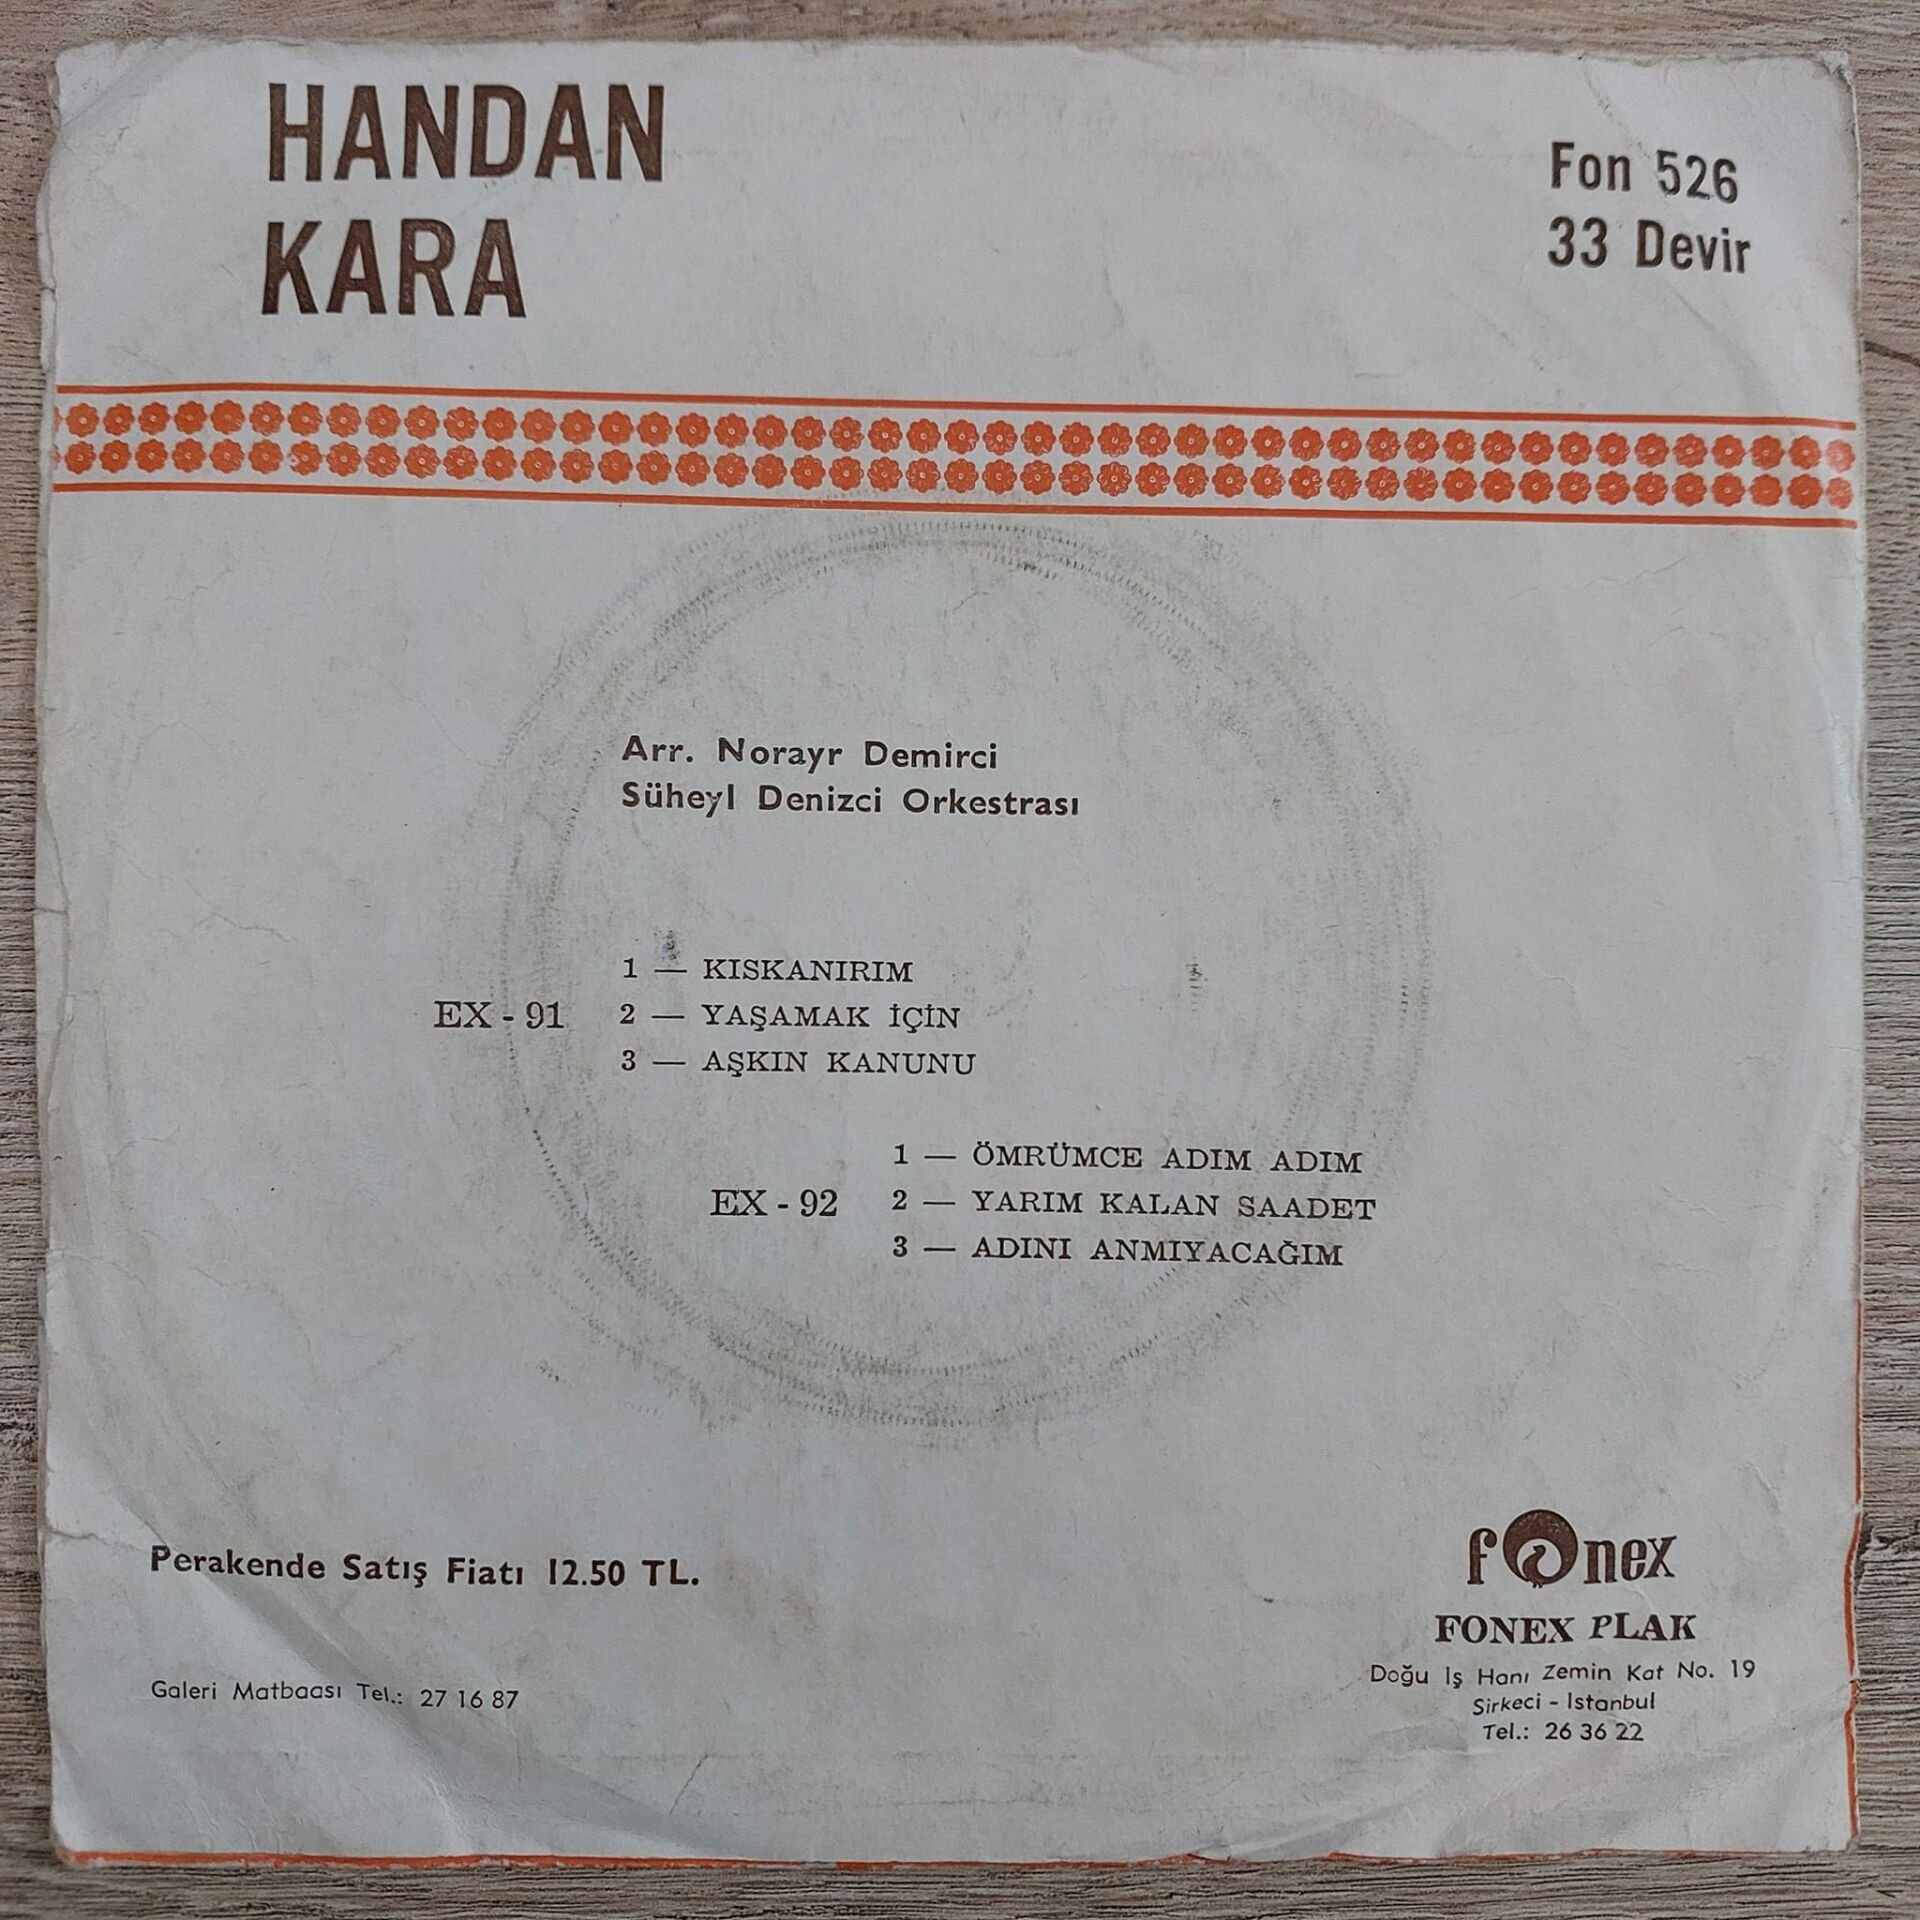 HANDAN
KARA
Fon 526
33 Devir
Arr. Norayr Demirci
Süheyl Denizci Orkestrası
1 — KISKANIRIM
EX - 91 2 — YAŞAMAK İÇİN
3 — AŞKIN KANUNU
1 — ÖMRÜMCE ADIM ADIM
EX - 92 2 — YARIM KALAN SAADET
3 — ADINI ANMIYACAĞIM
Perakende Satış Fiatı 12.50 TL.
Galeri Matbaası Tel.: 27 16 87
fonex
FONEX PLAK
Doğu Iş Hanı Zemin Kat No. 19
Sirkeci - Istanbul
Tel.: 26 36 22